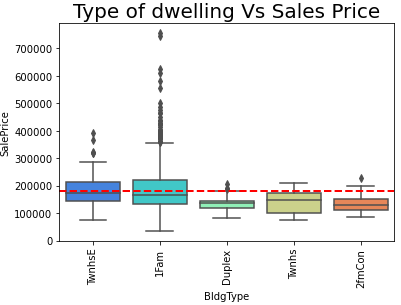 Type of dwelling Vs Sales Price
SalePrice
700000
600000
500000
400000
300000
200000
100000
0
TwnhsE
1Fam
Duplex
Twnhs
2fmCon
BldgType